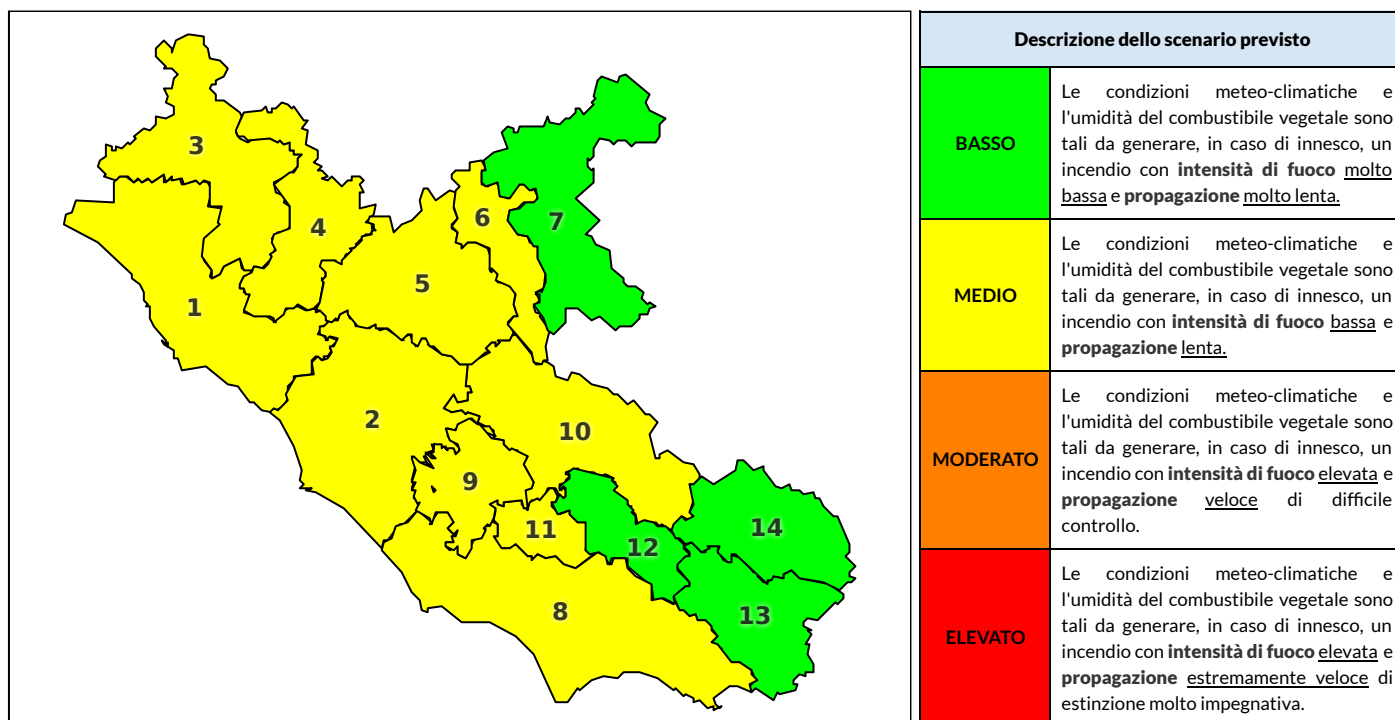 3
4
6
7
5
1
2
10
9
11
12
14
8
13
Descrizione dello scenario previsto
BASSO
Le condizioni meteo-climatiche e
l'umidità del combustibile vegetale sono
tali da generare, in caso di innesco, un
incendio con intensità di fuoco molto
bassa e propagazione molto lenta.
MEDIO
Le condizioni meteo-climatiche e
l'umidità del combustibile vegetale sono
tali da generare, in caso di innesco, un
incendio con intensità di fuoco bassa e
propagazione lenta.
MODERATO
Le condizioni meteo-climatiche e
l'umidità del combustibile vegetale sono
tali da generare, in caso di innesco, un
incendio con intensità di fuoco elevata e
propagazione veloce di difficile
controllo.
ELEVATO
Le condizioni meteo-climatiche e
l'umidità del combustibile vegetale sono
tali da generare, in caso di innesco, un
incendio con intensità di fuoco elevata e
propagazione estremamente veloce di
estinzione molto impegnativa.